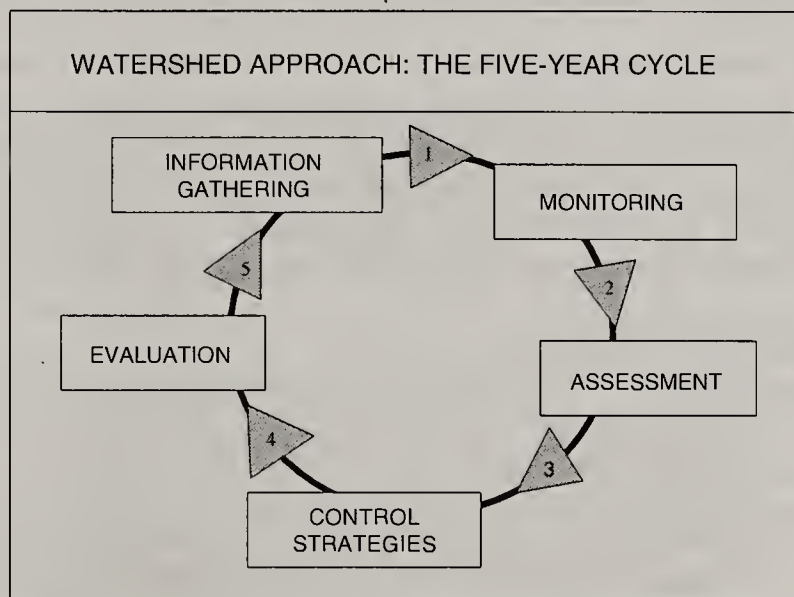 WATERSHED APPROACH: THE FIVE-YEAR CYCLE
INFORMATION
GATHERING
1
MONITORING
2
ASSESSMENT
3
CONTROL
STRATEGIES
4
EVALUATION
5